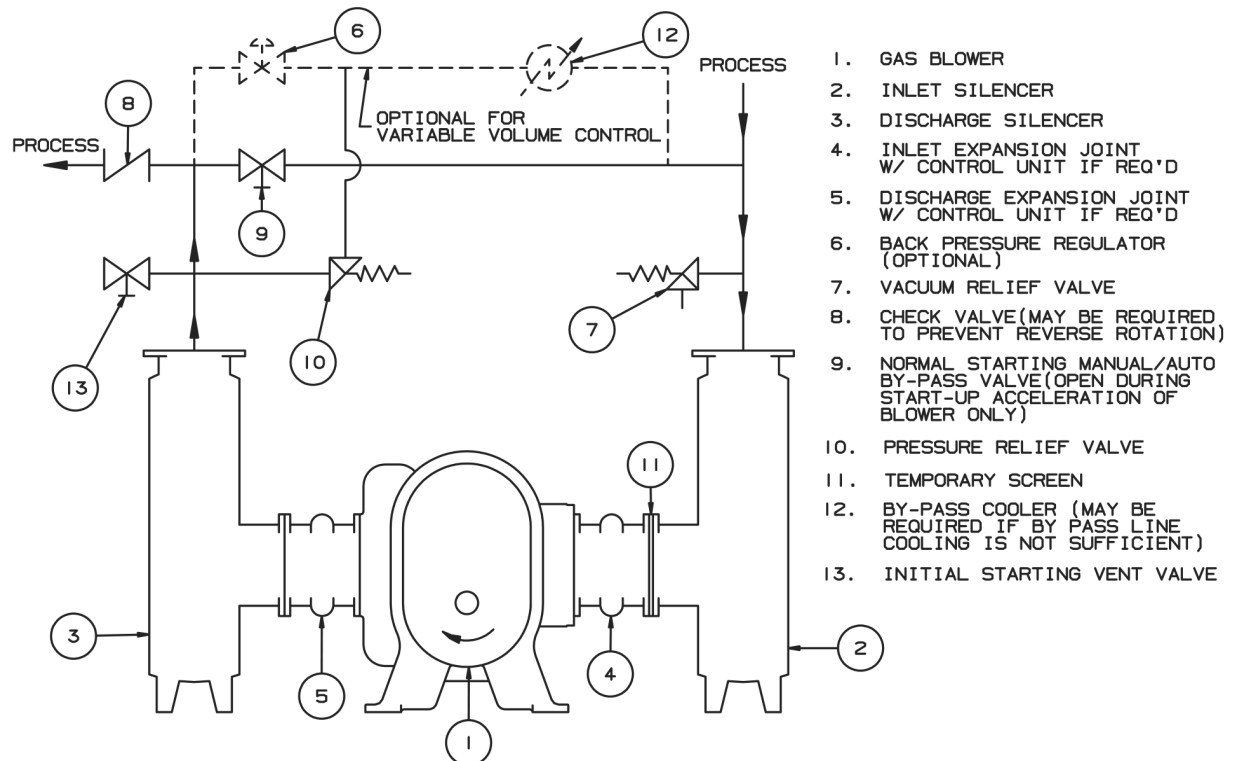 6
12
PROCESS
8
OPTIONAL FOR
VARIABLE VOLUME CONTROL
PROCESS
9
7
10
13
11
3
2
5
4
1
1. GAS BLOWER
2. INLET SILENCER
3. DISCHARGE SILENCER
4. INLET EXPANSION JOINT
W/ CONTROL UNIT IF REQ'D
5. DISCHARGE EXPANSION JOINT
W/ CONTROL UNIT IF REQ'D
6. BACK PRESSURE REGULATOR
(OPTIONAL)
7. VACUUM RELIEF VALVE
8. CHECK VALVE(MAY BE REQUIRED
TO PREVENT REVERSE ROTATION)
9. NORMAL STARTING MANUAL/AUTO
BY-PASS VALVE(OPEN DURING
START-UP ACCELERATION OF
BLOWER ONLY)
10. PRESSURE RELIEF VALVE
11. TEMPORARY SCREEN
12. BY-PASS COOLER (MAY BE
REQUIRED IF BY PASS LINE
COOLING IS NOT SUFFICIENT)
13. INITIAL STARTING VENT VALVE